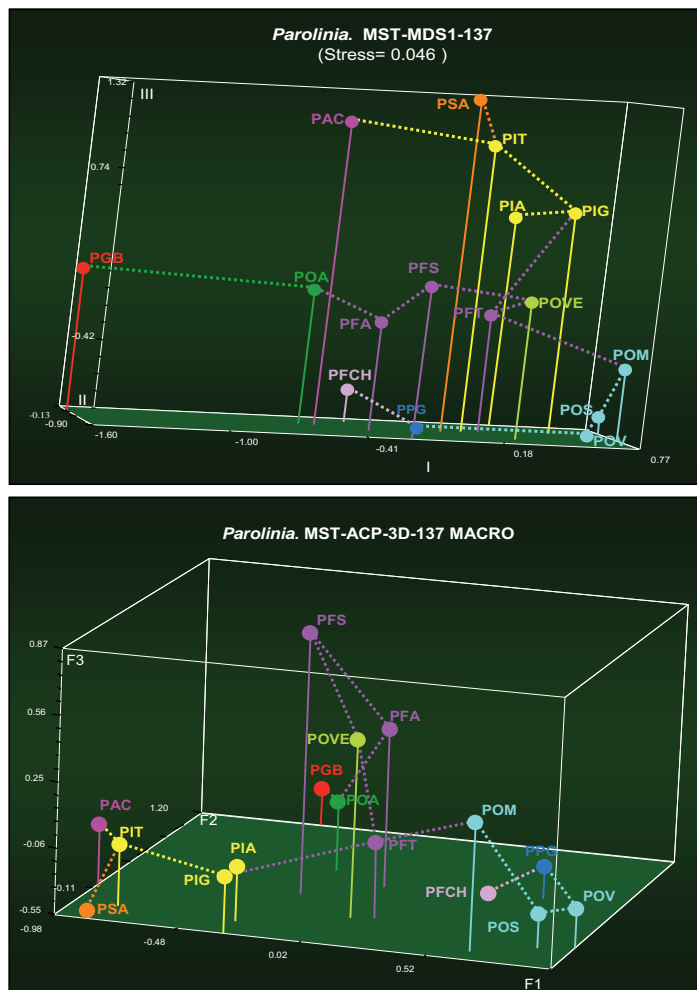 Parolinia. MST-MDS1-137
(Stress= 0.046 )
1.32
III
PSA
PAC
PIT
0.74
PIA
PIG
PGB
PFS
POA
POVE
PFA
PFT
-0.42
POM
PFCH
II
PPG
POS
-0.13
-0.90
POV
-1.60
-1.00
-0.41
0.18
0.77
I
Parolinia. MST-ACP-3D-137 MACRO
PFS
0.87
F3
0.56
PFA
POVE
PGB
0.25
POA
PAC
1.20
POM
F2
PIT
PIA
PFT
-0.06
PPG
PIG
PFCH
0.11
POV
PSA
POS
-0.55
-0.98
-0.48
0.02
0.52
F1